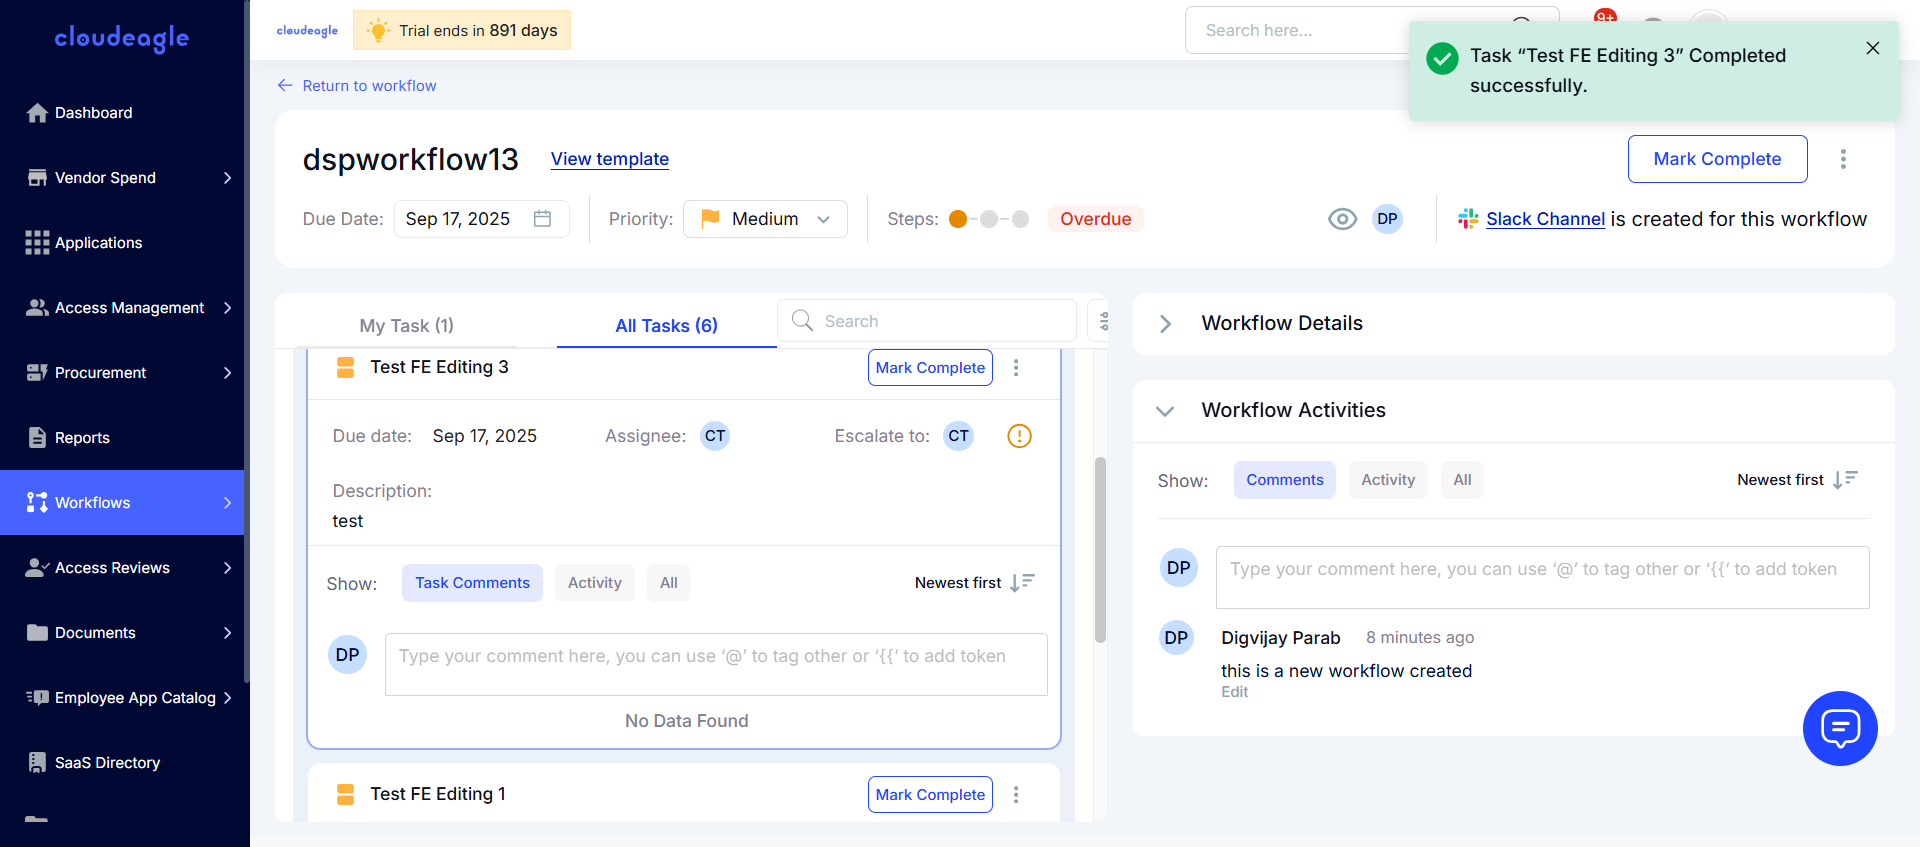 cloudeagle
Dashboard
Vendor Spend
Applications
Access Management
Procurement
Reports
Workflows
Access Reviews
Documents
Employee App Catalog
SaaS Directory
cloudeagle
Trial ends in 891 days
Search here...
9+
Task “Test FE Editing 3” Completed
successfully.
Return to workflow
dspworkflow13
View template
Mark Complete
Due Date:
Sep 17, 2025
Priority:
Medium
Steps:
Overdue
DP
Slack Channel is created for this workflow
My Task (1)
All Tasks (6)
Search
Test FE Editing 3
Mark Complete
Due date: Sep 17, 2025
Assignee: CT
Escalate to: CT
Description:
test
Show:
Task Comments
Activity
All
Newest first
DP
Type your comment here, you can use ‘@’ to tag other or ‘{{‘ to add token
No Data Found
Test FE Editing 1
Mark Complete
Workflow Details
Workflow Activities
Show:
Comments
Activity
All
Newest first
DP
Type your comment here, you can use ‘@’ to tag other or ‘{{‘ to add token
DP
Digvijay Parab
8 minutes ago
this is a new workflow created
Edit